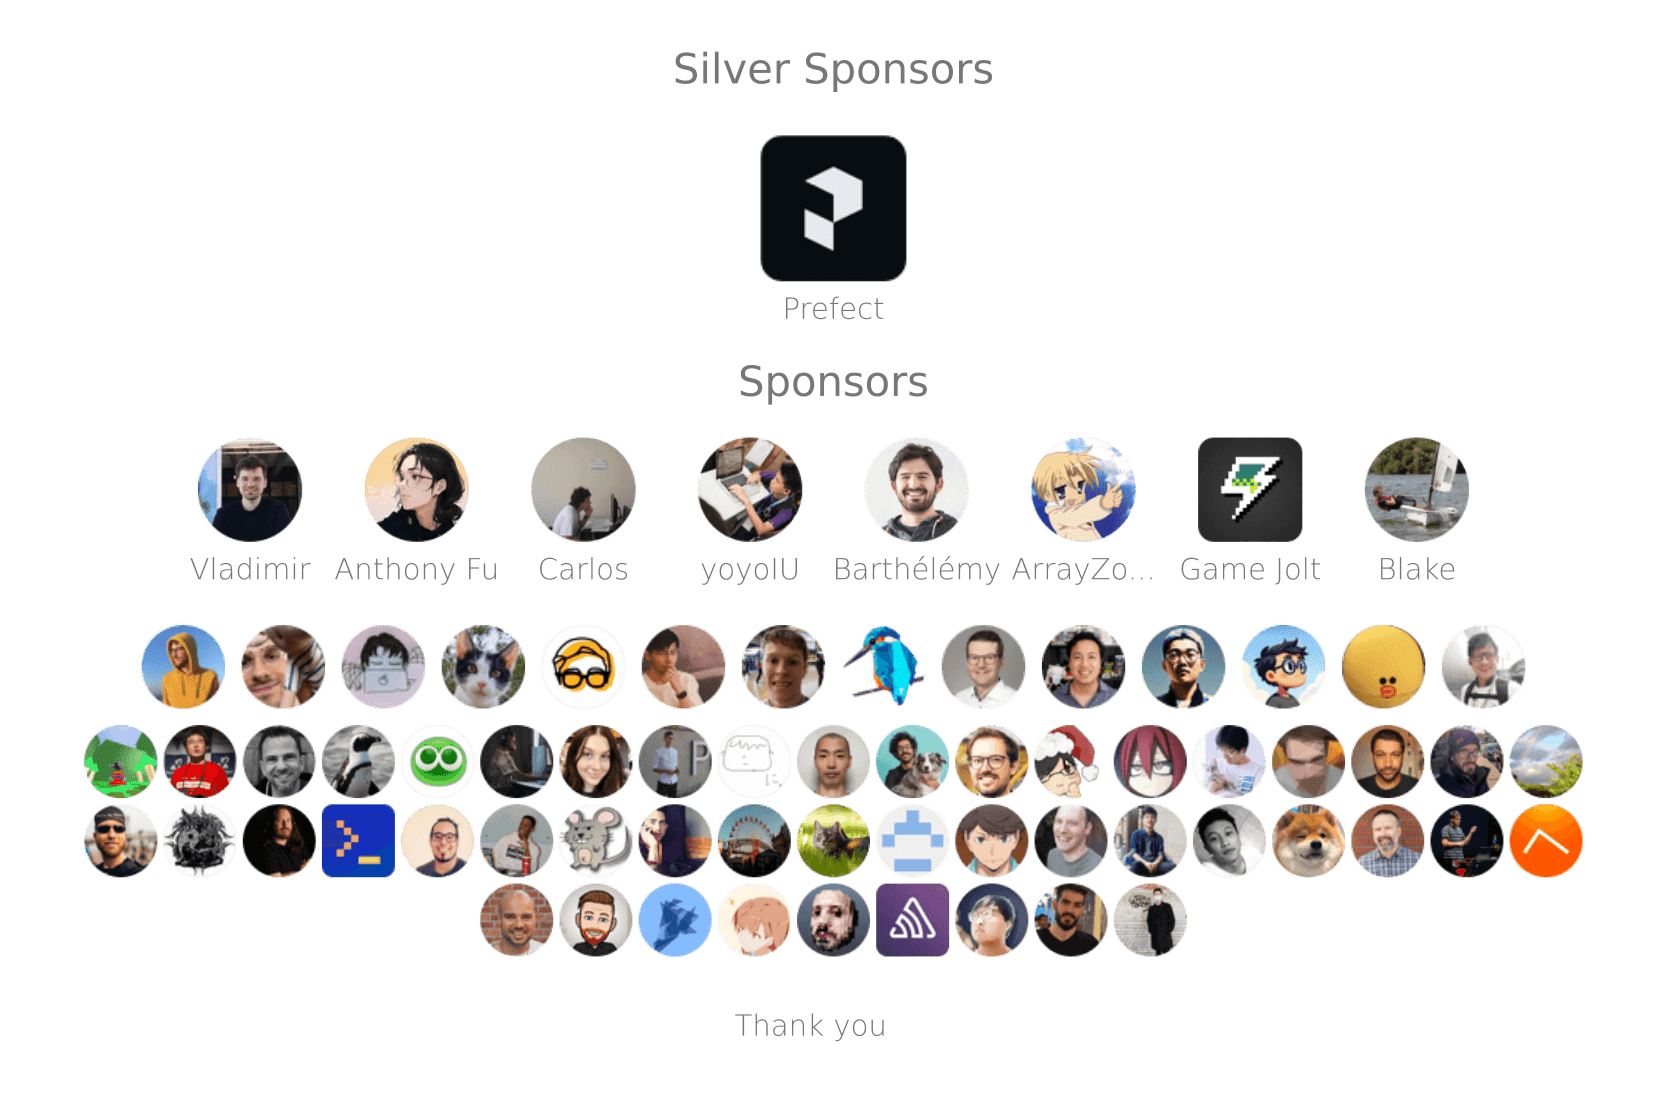 Silver Sponsors
Prefect
Sponsors
Vladimir Anthony Fu Carlos yoyoIU Barthélémy ArrayZo... Game Jolt Blake
Thank you